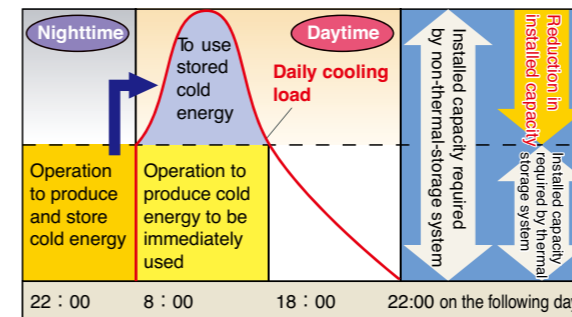 Nighttime
Daytime
To use
stored
cold
energy
Daily cooling
load
Operation
to produce
and store
cold energy
Operation to
produce cold
energy to be
immediately
used
Installed capacity required
by non-thermal-storage system
Reduction in
installed capacity
Installed capacity
required by thermal
storage system
22：00
8：00
18：00
22:00 on the following day